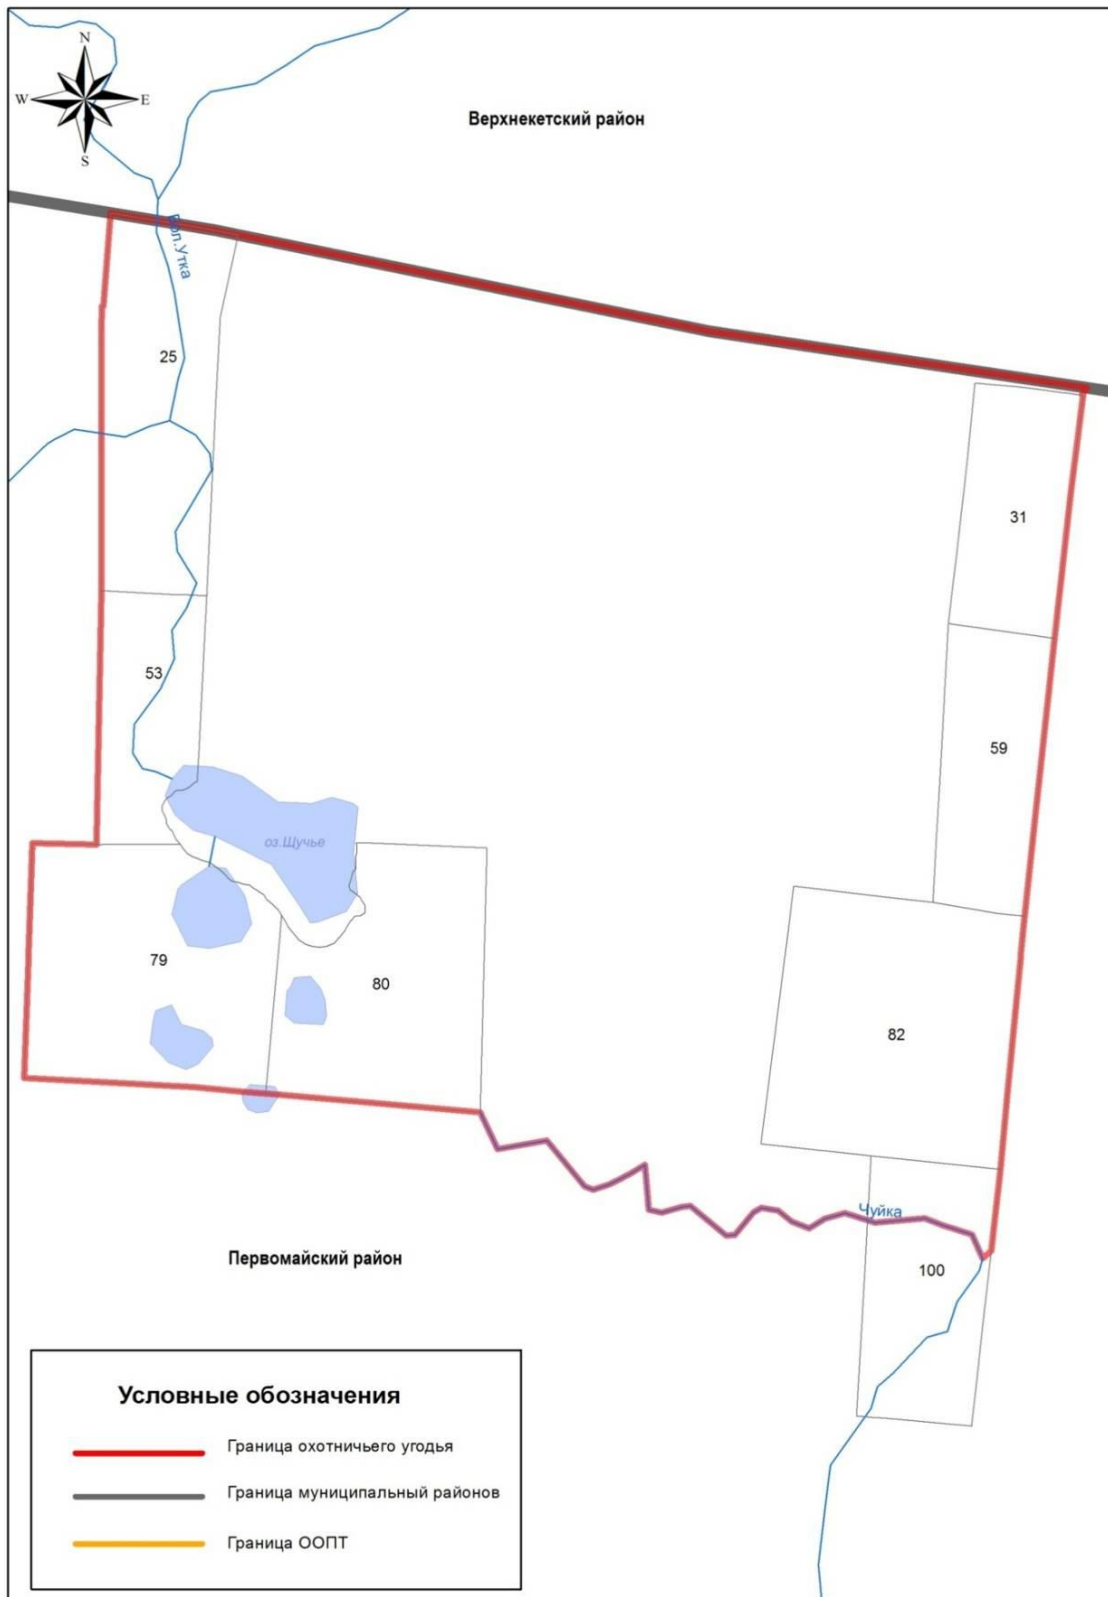 N
W
E
S
Верхнекетский район
Бол.Утка
25
31
53
59
оз.Щучье
79
80
82
Чуйка
Первомайский район
100
Условные обозначения
Граница охотничьего угодья
Граница муниципальный районов
Граница ООПТ